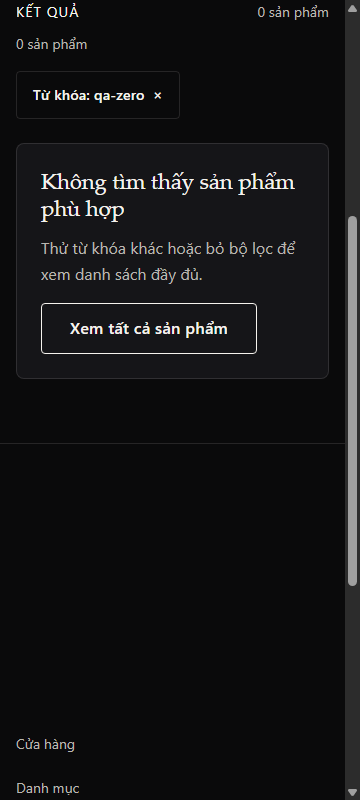 KẾT QUẢ 0 sản phẩm
0 sản phẩm
Từ khóa: qa-zero ×
Không tìm thấy sản phẩm
phù hợp
Thử từ khóa khác hoặc bỏ bộ lọc để
xem danh sách đầy đủ.
Xem tất cả sản phẩm
Cửa hàng
Danh mục